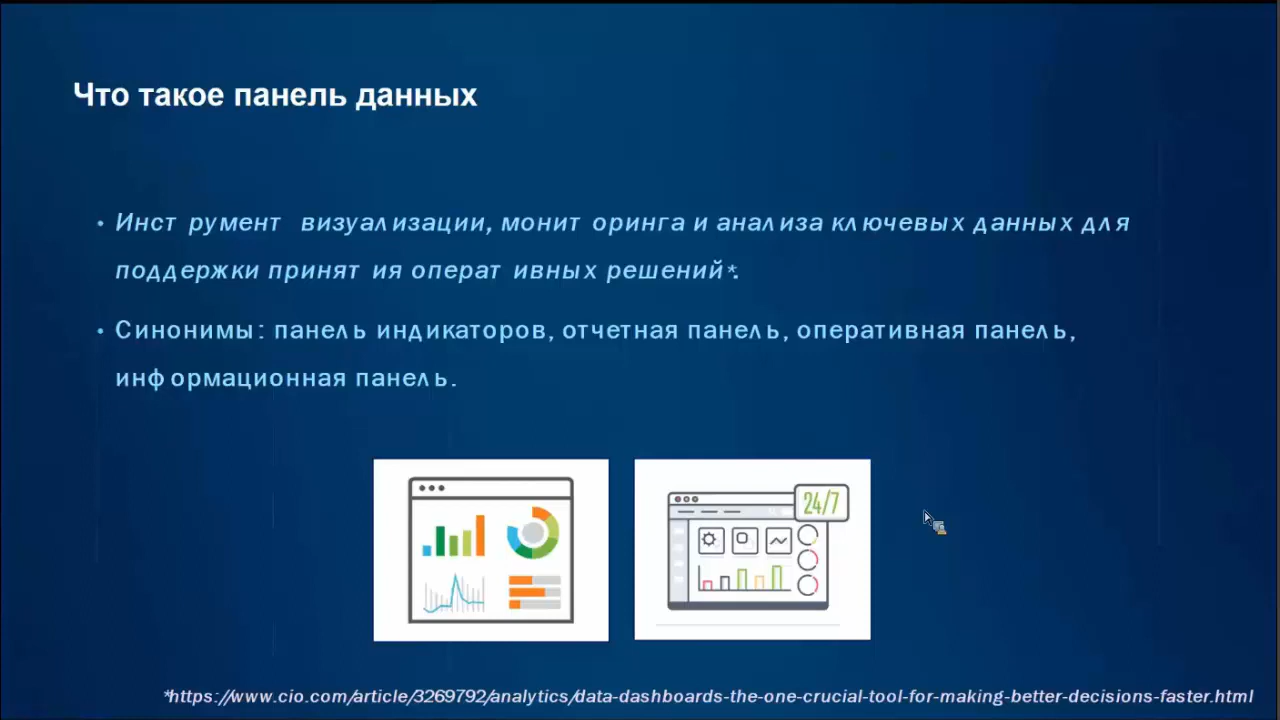 Что такое панель данных
• Инструмент визуализации, мониторинга и анализа ключевых данных для
поддержки принятия оперативных решений*.
• Синонимы: панель индикаторов, отчетная панель, оперативная панель,
информационная панель.
24/7
*https://www.cio.com/article/3269792/analytics/data-dashboards-the-one-crucial-tool-for-making-better-decisions-faster.html